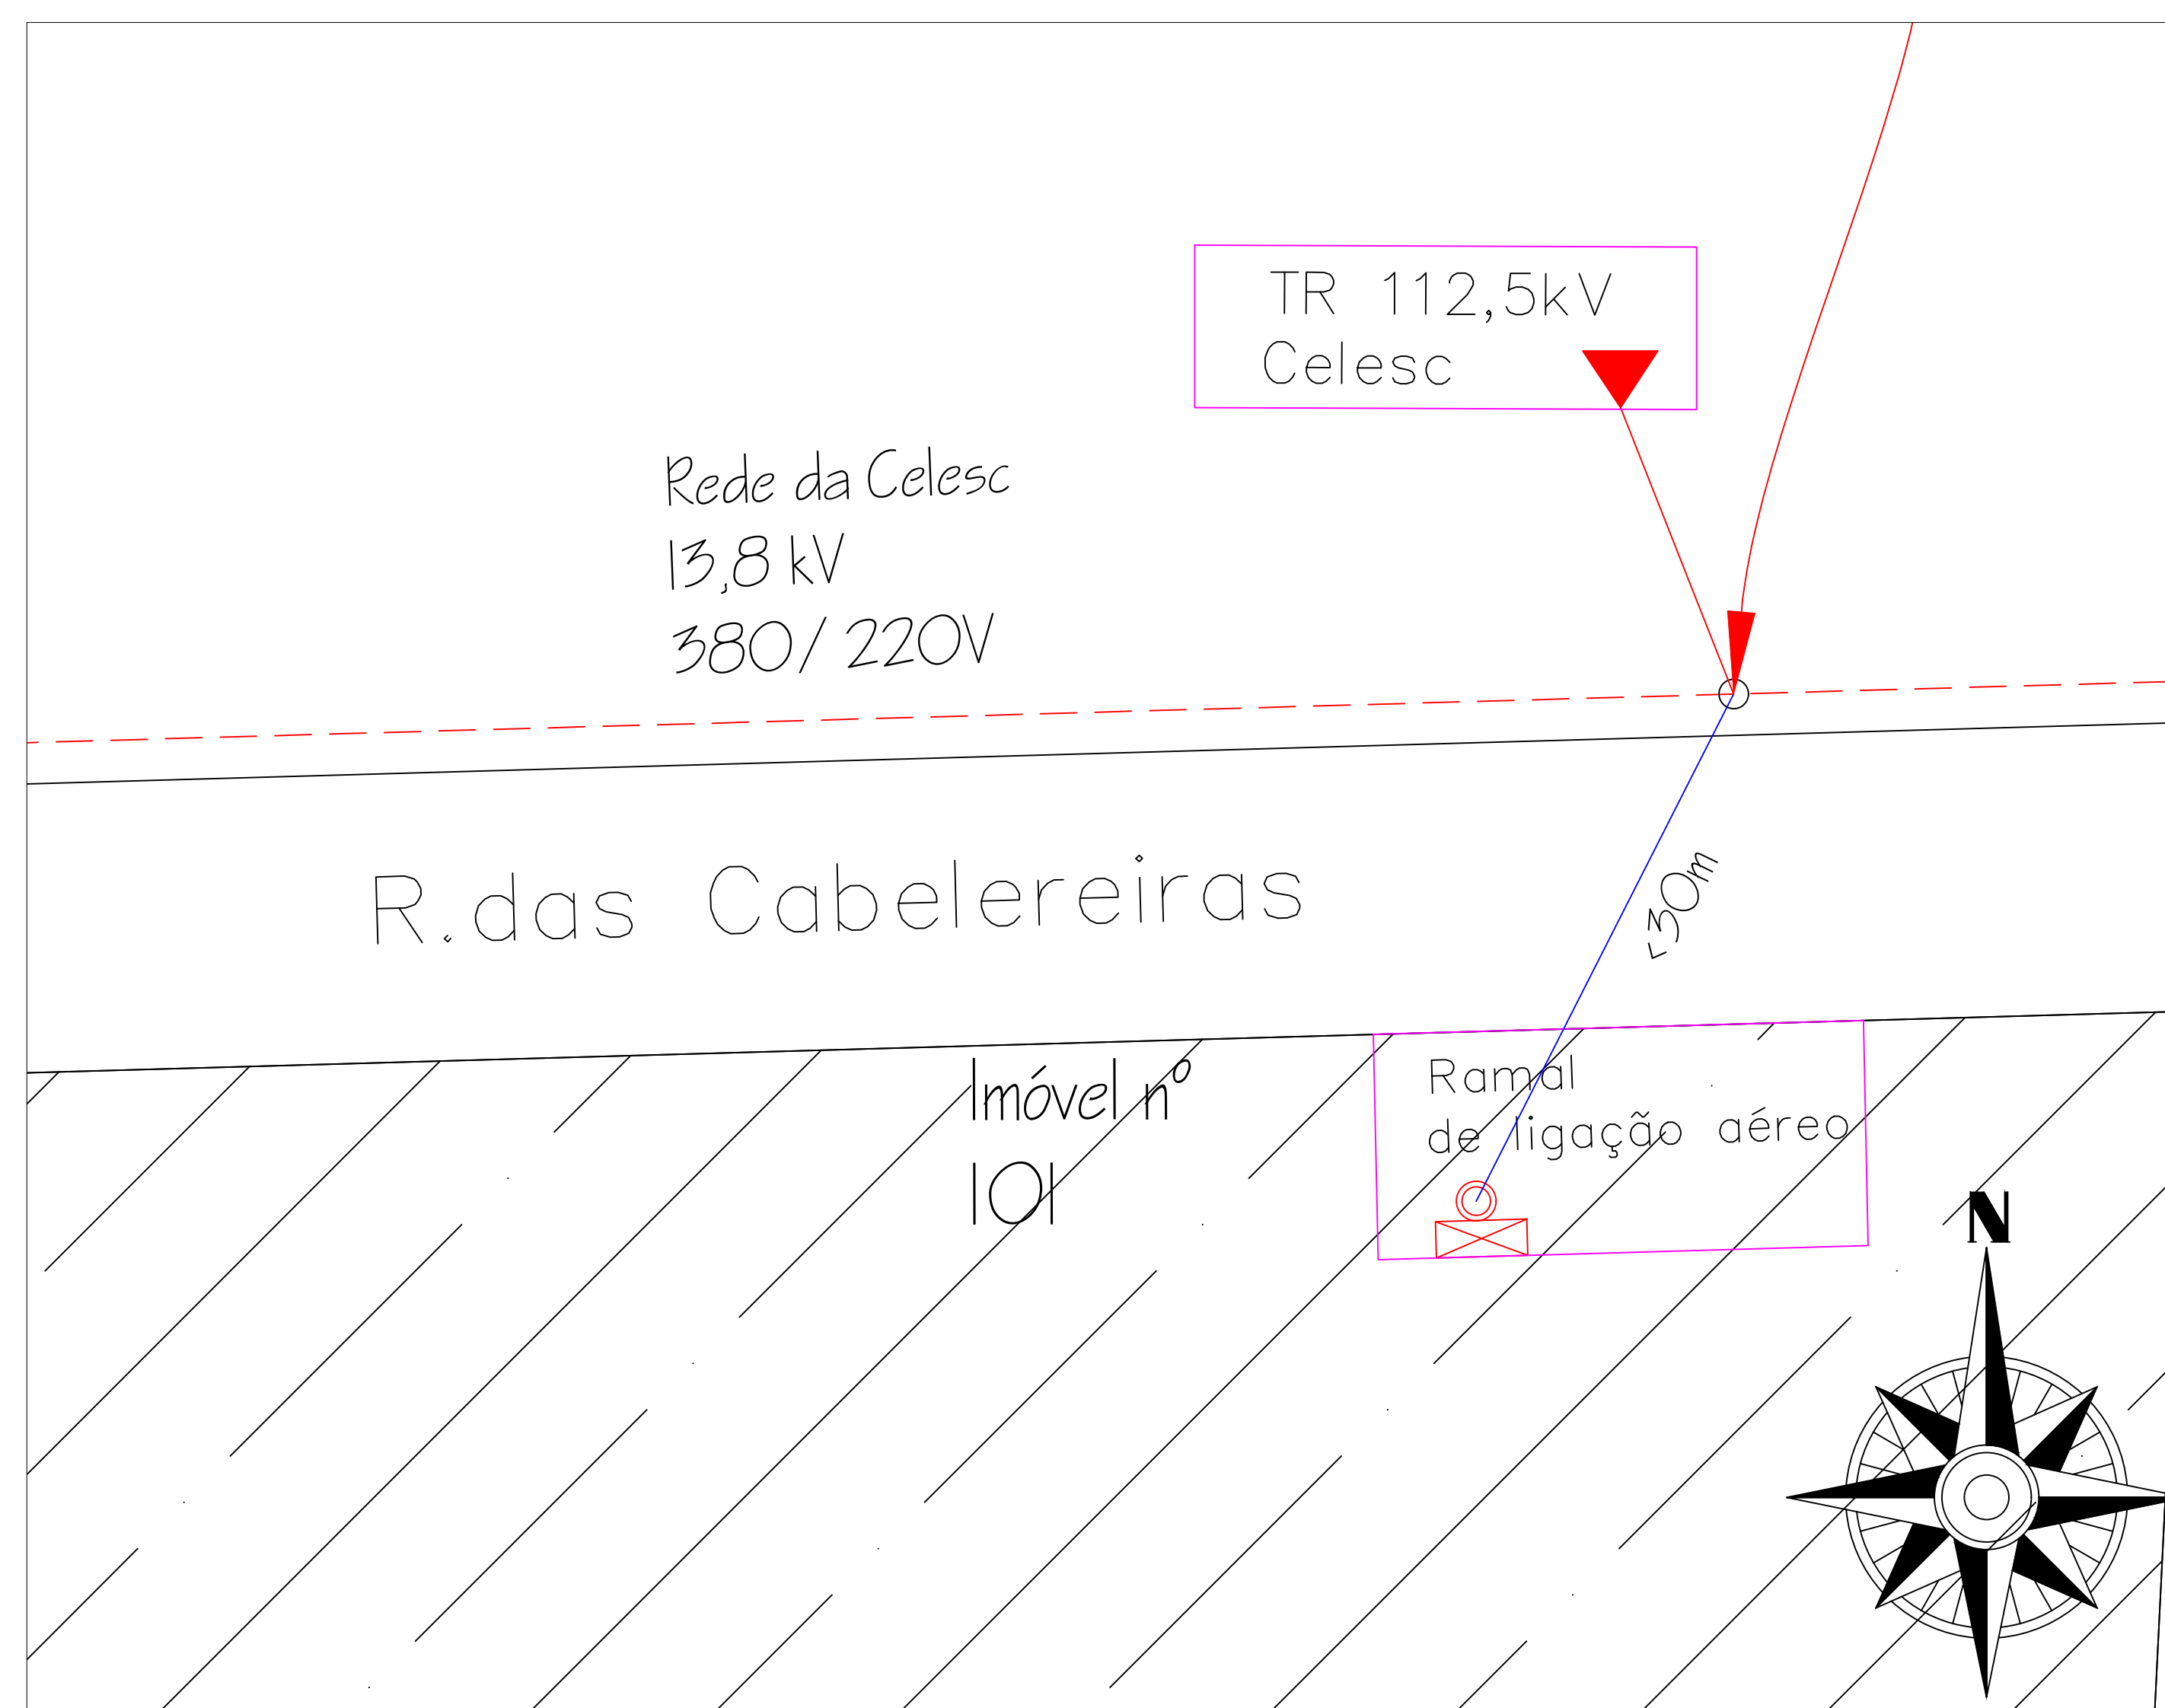 TR 112,5kV
Celesc
Rede da Celesc
13,8 kV
380/220V
R.das Cabelereiras
<30m
Imóvel nº
101
Ramal
de ligação aéreo
N